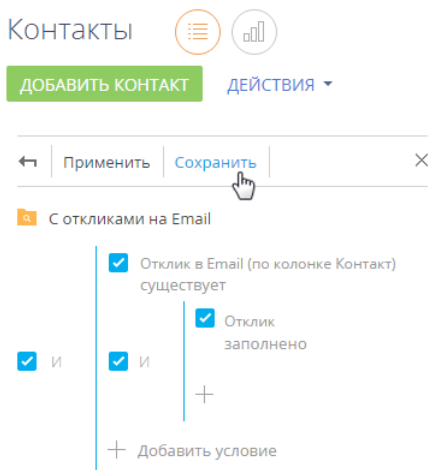 Контакты
ДОБАВИТЬ КОНТАКТ ДЕЙСТВИЯ
Применить Сохранить
С откликами на Email
Отклик в Email (по колонке Контакт)
существует
Отклик
заполнено
И И
Добавить условие